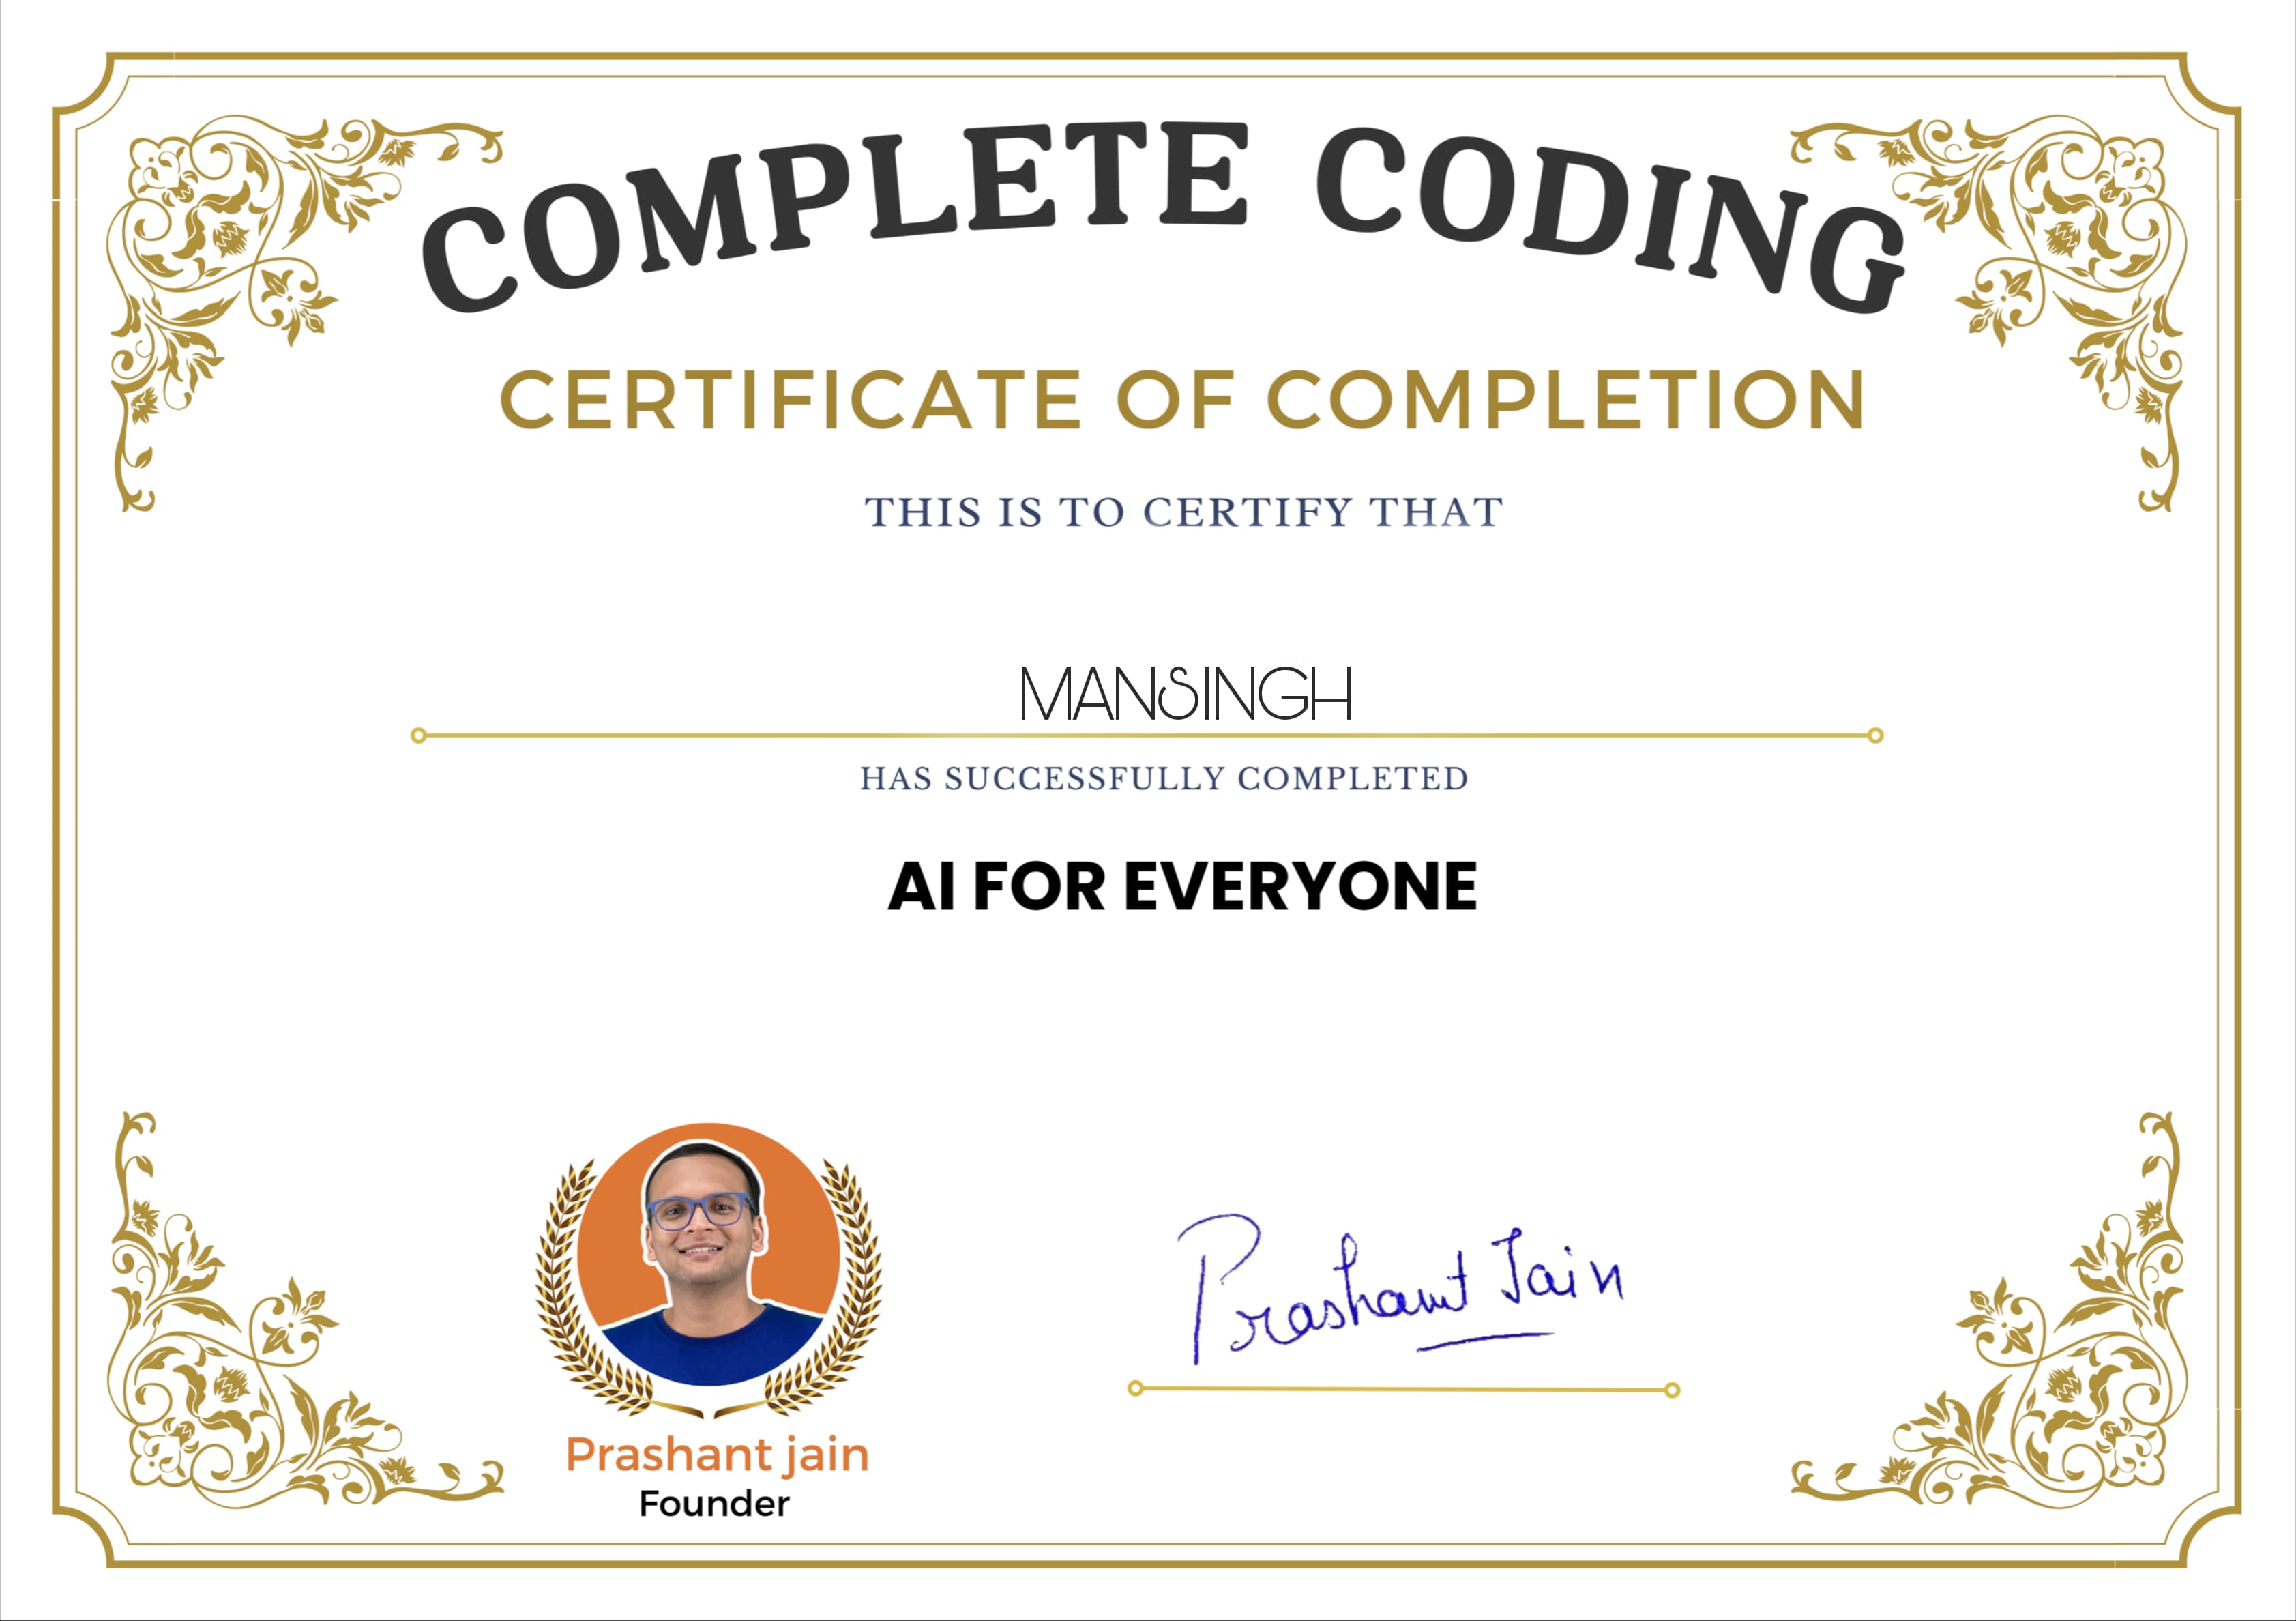 COMPLETE CODING
CERTIFICATE OF COMPLETION
THIS IS TO CERTIFY THAT
MANSINGH
HAS SUCCESSFULLY COMPLETED
AI FOR EVERYONE
Prashant Jain
Prashant jain
Founder